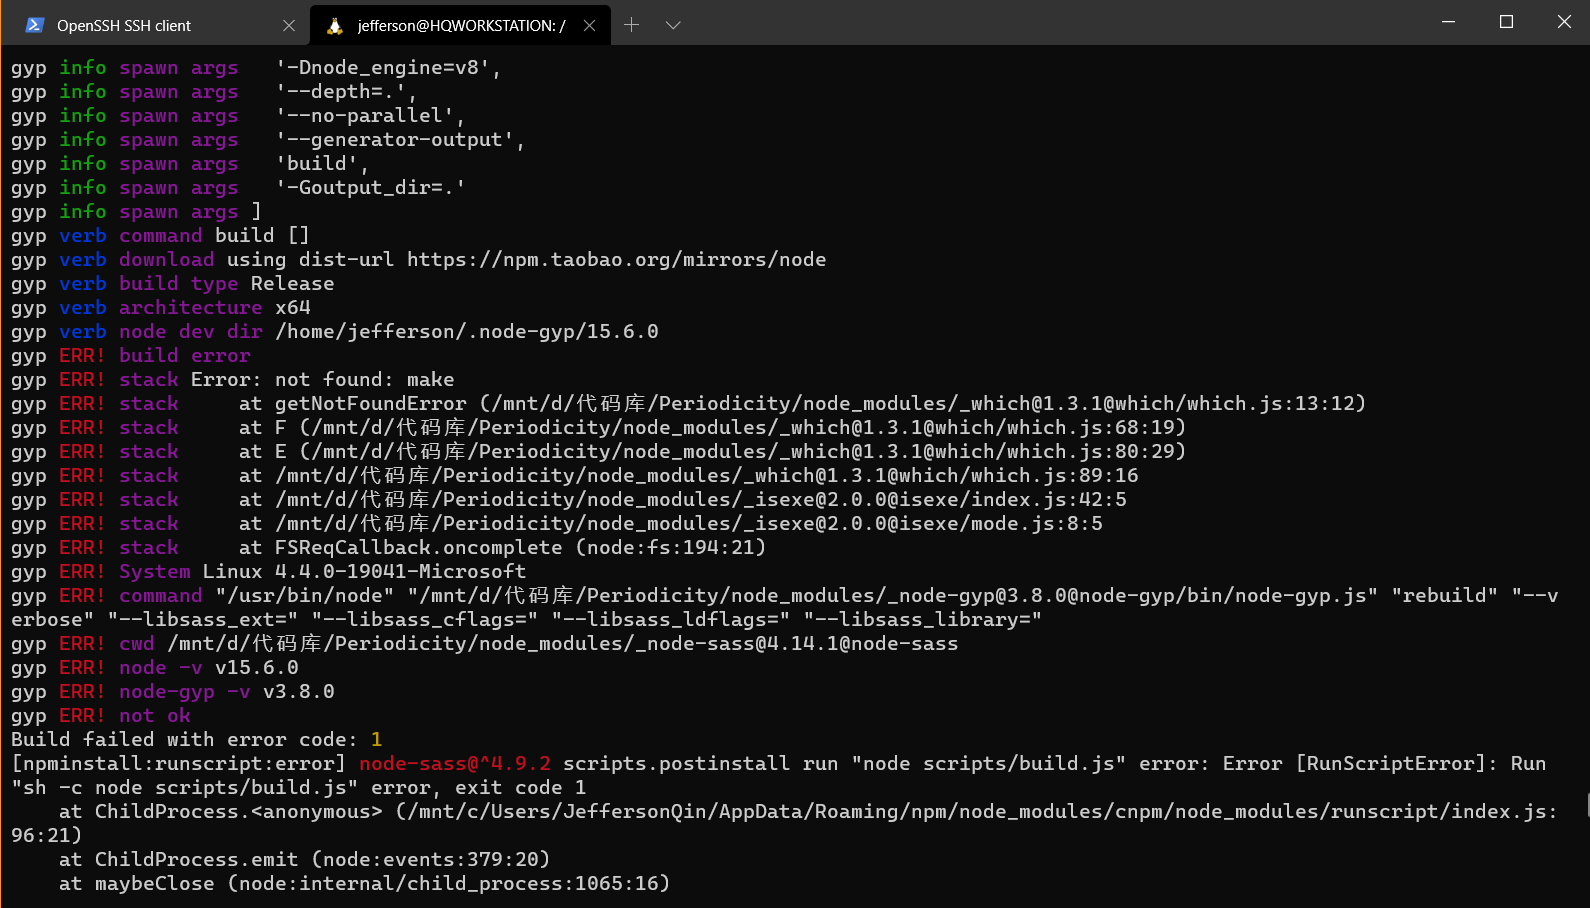 OpenSSH SSH client
jefferson@HQWORKSTATION: /
gyp info spawn args   '-Dnode_engine=v8',
gyp info spawn args   '--depth=.',
gyp info spawn args   '--no-parallel',
gyp info spawn args   '--generator-output',
gyp info spawn args   'build',
gyp info spawn args   '-Goutput_dir=.'
gyp info spawn args ]
gyp verb command build []
gyp verb download using dist-url https://npm.taobao.org/mirrors/node
gyp verb build type Release
gyp verb architecture x64
gyp verb node dev dir /home/jefferson/.node-gyp/15.6.0
gyp ERR! build error
gyp ERR! stack Error: not found: make
gyp ERR! stack     at getNotFoundError (/mnt/d/代码库/Periodicity/node_modules/_which@1.3.1@which/which.js:13:12)
gyp ERR! stack     at F (/mnt/d/代码库/Periodicity/node_modules/_which@1.3.1@which/which.js:68:19)
gyp ERR! stack     at E (/mnt/d/代码库/Periodicity/node_modules/_which@1.3.1@which/which.js:80:29)
gyp ERR! stack     at /mnt/d/代码库/Periodicity/node_modules/_which@1.3.1@which/which.js:89:16
gyp ERR! stack     at /mnt/d/代码库/Periodicity/node_modules/_isexe@2.0.0@isexe/index.js:42:5
gyp ERR! stack     at /mnt/d/代码库/Periodicity/node_modules/_isexe@2.0.0@isexe/mode.js:8:5
gyp ERR! stack     at FSReqCallback.oncomplete (node:fs:194:21)
gyp ERR! System Linux 4.4.0-19041-Microsoft
gyp ERR! command "/usr/bin/node" "/mnt/d/代码库/Periodicity/node_modules/_node-gyp@3.8.0@node-gyp/bin/node-gyp.js" "rebuild" "--v
erbose" "--libsass_ext=" "--libsass_cflags=" "--libsass_ldflags=" "--libsass_library="
gyp ERR! cwd /mnt/d/代码库/Periodicity/node_modules/_node-sass@4.14.1@node-sass
gyp ERR! node -v v15.6.0
gyp ERR! node-gyp -v v3.8.0
gyp ERR! not ok
Build failed with error code: 1
[npminstall:runscript:error] node-sass@^4.9.2 scripts.postinstall run "node scripts/build.js" error: Error [RunScriptError]: Run
"sh -c node scripts/build.js" error, exit code 1
    at ChildProcess.<anonymous> (/mnt/c/Users/JeffersonQin/AppData/Roaming/npm/node_modules/cnpm/node_modules/runscript/index.js:
96:21)
    at ChildProcess.emit (node:events:379:20)
    at maybeClose (node:internal/child_process:1065:16)